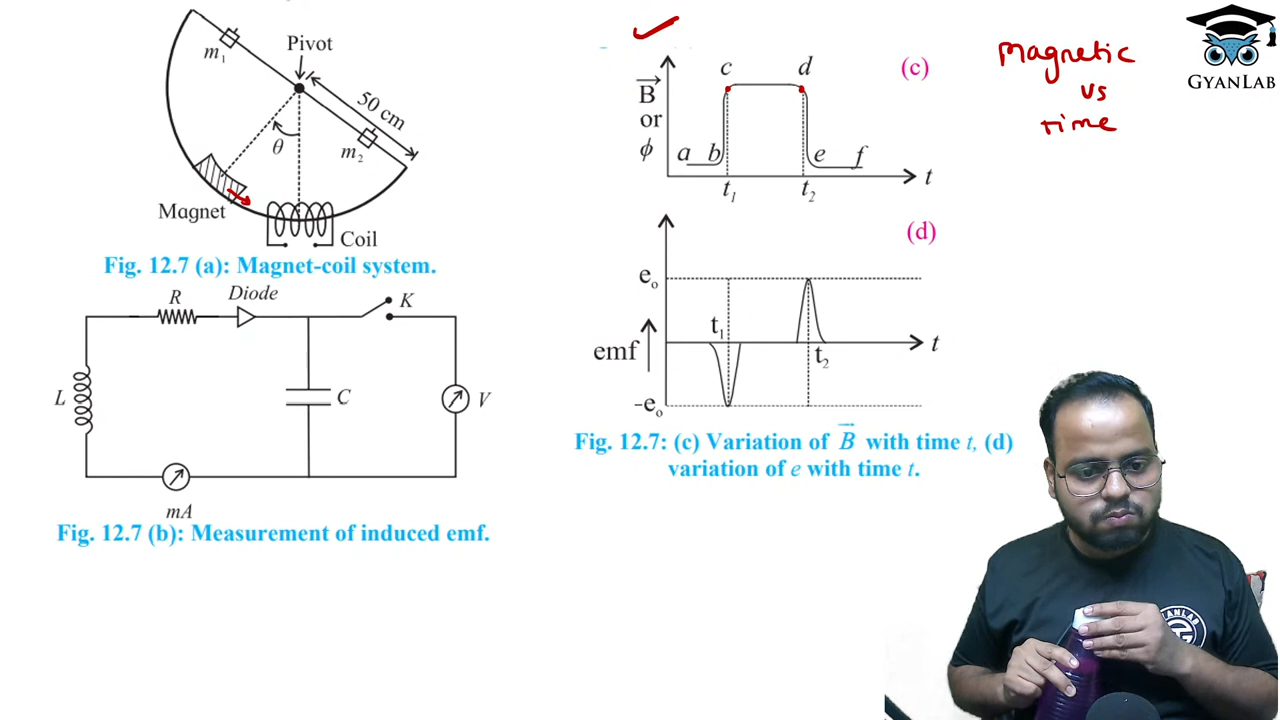 m₁
Pivot
50 cm
θ
m₂
Magnet
Coil
Fig. 12.7 (a): Magnet-coil system.
R
Diode
K
L
C
V
mA
Fig. 12.7 (b): Measurement of induced emf.
B
or
ϕ
a b
c
d
e f
t₁
t₂
t
(c)
(d)
e₀
emf
t₁
t₂
t
-e₀
Fig. 12.7: (c) Variation of B with time t, (d)
variation of e with time t.
Magnetic
vs
time
GYANLAB